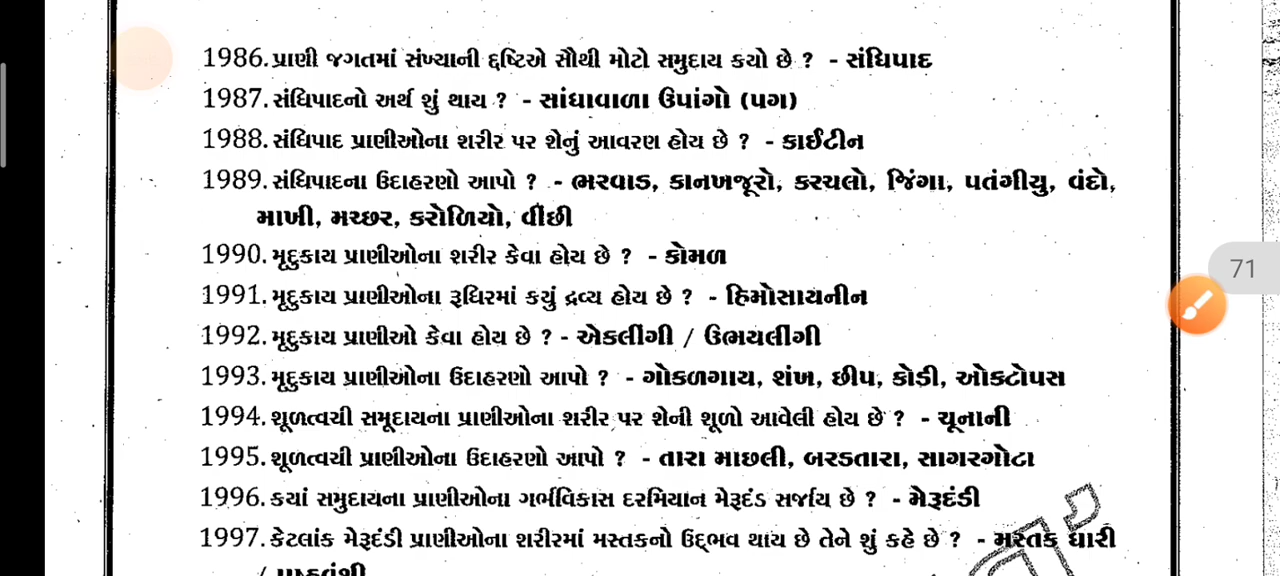 1986. પ્રાણી જગતમાં સંખ્યાની દૃષ્ટિએ સૌથી મોટો સમુદાય કયો છે ? - સંધિપાદ
1987. સંધિપાદનો અર્થ શું થાય ? - સાંધાવાળા ઉપાંગો (પગ)
1988. સંધિપાદ પ્રાણીઓના શરીર પર શેનું આવરણ હોય છે ? - કાઈટીન
1989. સંધિપાદના ઉદાહરણો આપો ? - ભરવાડ, કાનખજૂરો, કરચલો, જિંગા, પતંગીયુ, વંદો,
માખી, મચ્છર, કરોળિયો, વીંછી
1990. મૃદુકાય પ્રાણીઓના શરીર કેવા હોય છે ? - કોમળ
71
1991. મૃદુકાય પ્રાણીઓના રૂધિરમાં કયું દ્રવ્ય હોય છે ? - હિમોસાયનીન
1992. મૃદુકાય પ્રાણીઓ કેવા હોય છે ? - એકલીંગી / ઉભયલીંગી
1993. મૃદુકાય પ્રાણીઓના ઉદાહરણો આપો ? - ગોકળગાય, શંખ, છીપ, કોડી, ઓક્ટોપસ
1994. શૂળત્વચી સમૂદાયના પ્રાણીઓના શરીર પર શેની શૂળો આવેલી હોય છે ? - ચૂનાની
1995. શૂળત્વચી પ્રાણીઓના ઉદાહરણો આપો ? - તારા માછલી, બરડતારા, સાગરગોટા
1996. કયાં સમુદાયના પ્રાણીઓના ગર્ભવિકાસ દરમિયાન મેરૂદંડ સર્જાય છે ? - મેરૂદંડી
1997. કેટલાંક મેરૂદંડી પ્રાણીઓના શરીરમાં મસ્તકનો ઉદ્‌ભવ થાય છે તેને શું કહે છે ? - મસ્તક ધારી